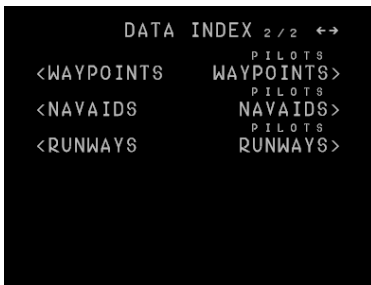 DATA INDEX 2/2 ←→
PILOTS
<WAYPOINTS WAYPOINTS>
PILOTS
<NAVAIDS NAVAIDS>
PILOTS
<RUNWAYS RUNWAYS>